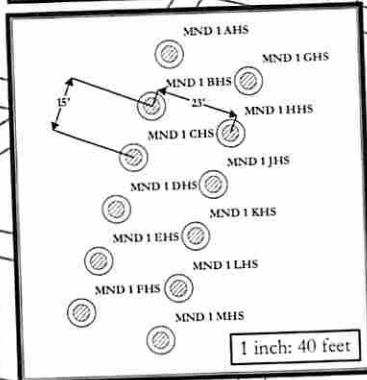 MND 1 AHS
MND 1 GHS
MND 1 BHS
15'
23'
MND 1 HHS
MND 1 CHS
MND 1 JHS
MND 1 DHS
MND 1 KHS
MND 1 EHS
MND 1 LHS
MND 1 FHS
MND 1 MHS
1 inch: 40 feet